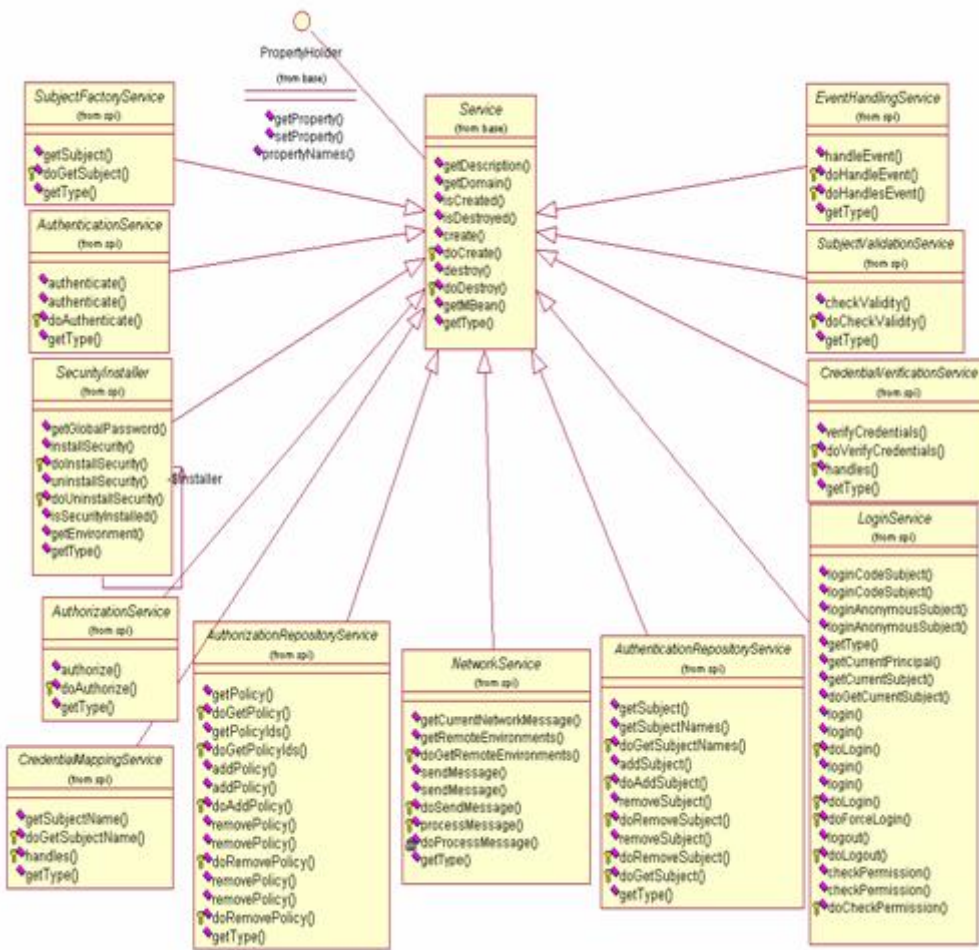 PropertyHolder
(from base)
getProperty()
setProperty()
propertyNames()
SubjectFactoryService
(from spi)
getSubject()
doGetSubject()
getType()
Service
(from base)
getDescription()
getDomain()
isCreated()
isDestroyed()
create()
doCreate()
destroy()
doDestroy()
getMBean()
getType()
EventHandlingService
(from spi)
handleEvent()
doHandleEvent()
doHandlesEvent()
getType()
AuthenticationService
(from spi)
authenticate()
authenticate()
doAuthenticate()
getType()
SubjectValidationService
(from spi)
checkValidity()
doCheckValidity()
getType()
SecurityInstaller
(from spi)
getGlobalPassword()
installSecurity()
doInstallSecurity()
uninstallSecurity()
doUninstallSecurity()
isSecurityInstalled()
getEnvironment()
getType()
-$installer
CredentialVerificationService
(from spi)
verifyCredentials()
doVerifyCredentials()
handles()
getType()
LoginService
(from spi)
loginCodeSubject()
loginCodeSubject()
loginAnonymousSubject()
loginAnonymousSubject()
getType()
getCurrentPrincipal()
getCurrentSubject()
doGetCurrentSubject()
login()
login()
doLogin()
login()
login()
doLogin()
doForceLogin()
logout()
doLogout()
checkPermission()
checkPermission()
doCheckPermission()
AuthorizationService
(from spi)
authorize()
doAuthorize()
getType()
CredentialMappingService
(from spi)
getSubjectName()
doGetSubjectName()
handles()
getType()
AuthorizationRepositoryService
(from spi)
getPolicy()
doGetPolicy()
getPolicyIds()
doGetPolicyIds()
addPolicy()
addPolicy()
doAddPolicy()
removePolicy()
removePolicy()
doRemovePolicy()
removePolicy()
removePolicy()
doRemovePolicy()
getType()
NetworkService
(from spi)
getCurrentNetworkMessage()
getRemoteEnvironments()
doGetRemoteEnvironments()
sendMessage()
sendMessage()
doSendMessage()
processMessage()
doProcessMessage()
getType()
AuthenticationRepositoryService
(from spi)
getSubject()
getSubjectNames()
doGetSubjectNames()
addSubject()
doAddSubject()
removeSubject()
doRemoveSubject()
removeSubject()
doRemoveSubject()
doGetSubject()
getType()